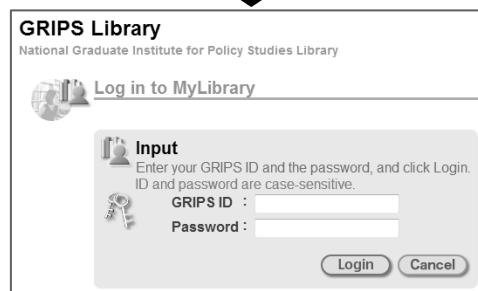 GRIPS Library
National Graduate Institute for Policy Studies Library
Log in to MyLibrary
Input
Enter your GRIPS ID and the password, and click Login.
ID and password are case-sensitive.
GRIPS ID :
Password :
Login Cancel